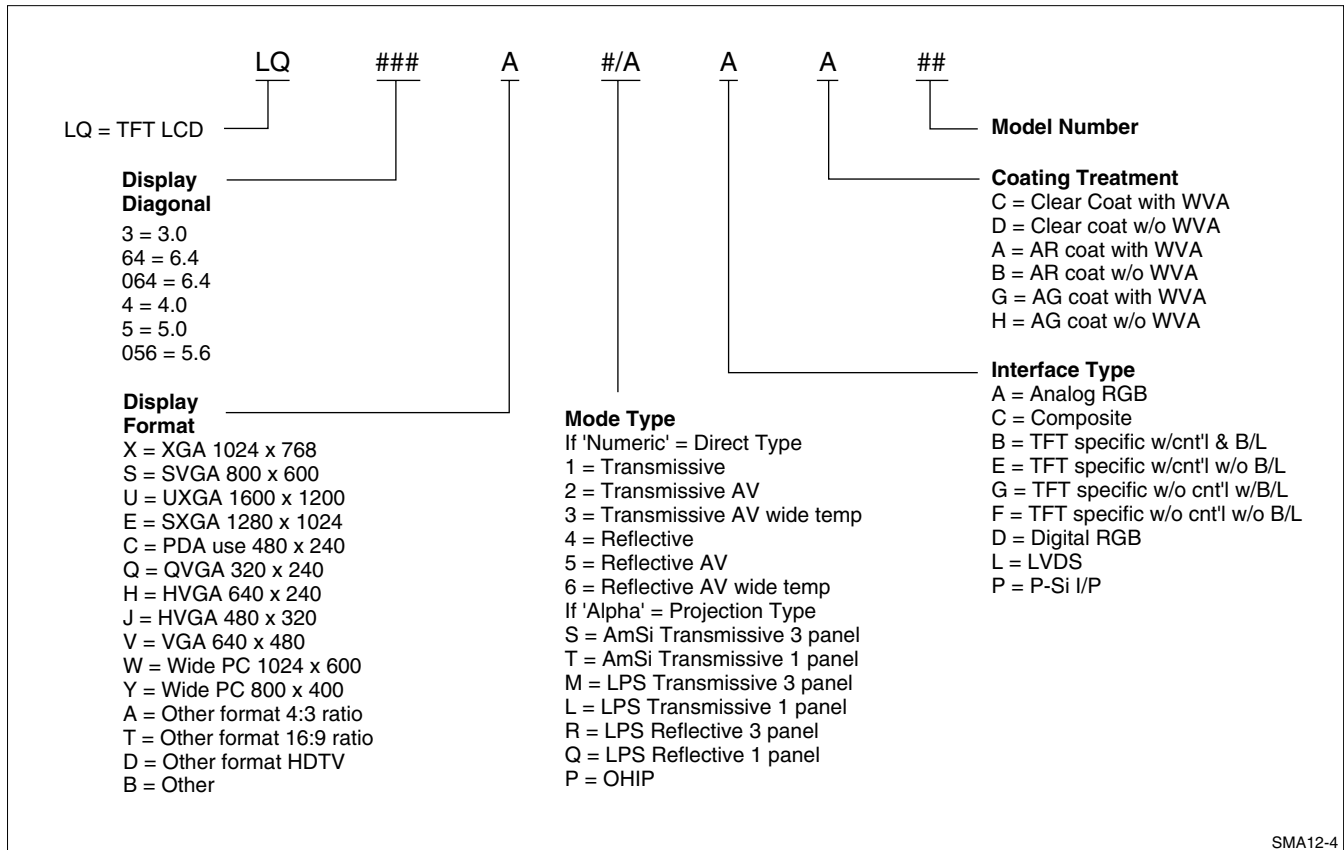 LQ ### A #/A A A ##
LQ = TFT LCD
Display
Diagonal
3 = 3.0
64 = 6.4
064 = 6.4
4 = 4.0
5 = 5.0
056 = 5.6
Display
Format
X = XGA 1024 x 768
S = SVGA 800 x 600
U = UXGA 1600 x 1200
E = SXGA 1280 x 1024
C = PDA use 480 x 240
Q = QVGA 320 x 240
H = HVGA 640 x 240
J = HVGA 480 x 320
V = VGA 640 x 480
W = Wide PC 1024 x 600
Y = Wide PC 800 x 400
A = Other format 4:3 ratio
T = Other format 16:9 ratio
D = Other format HDTV
B = Other
Mode Type
If 'Numeric' = Direct Type
1 = Transmissive
2 = Transmissive AV
3 = Transmissive AV wide temp
4 = Reflective
5 = Reflective AV
6 = Reflective AV wide temp
If 'Alpha' = Projection Type
S = AmSi Transmissive 3 panel
T = AmSi Transmissive 1 panel
M = LPS Transmissive 3 panel
L = LPS Transmissive 1 panel
R = LPS Reflective 3 panel
Q = LPS Reflective 1 panel
P = OHIP
Model Number
Coating Treatment
C = Clear Coat with WVA
D = Clear coat w/o WVA
A = AR coat with WVA
B = AR coat w/o WVA
G = AG coat with WVA
H = AG coat w/o WVA
Interface Type
A = Analog RGB
C = Composite
B = TFT specific w/cnt'l & B/L
E = TFT specific w/cnt'l w/o B/L
G = TFT specific w/o cnt'l w/B/L
F = TFT specific w/o cnt'l w/o B/L
D = Digital RGB
L = LVDS
P = P-Si I/P
SMA12-4